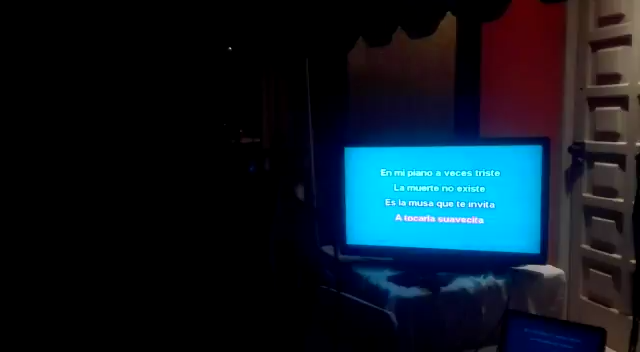 En mi piano a veces triste
La muerte no existe
Es la musa que te invita
A tocarla suavecita